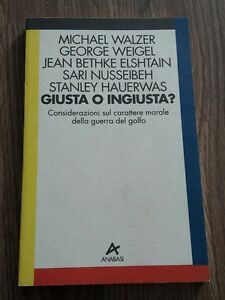 MICHAEL WALZER
GEORGE WEIGEL
JEAN BETHKE ELSHTAIN
SARI NUSSEIBEH
STANLEY HAUERWAS
GIUSTA O INGIUSTA?
Considerazioni sul carattere morale
della guerra del golfo
ANABASI